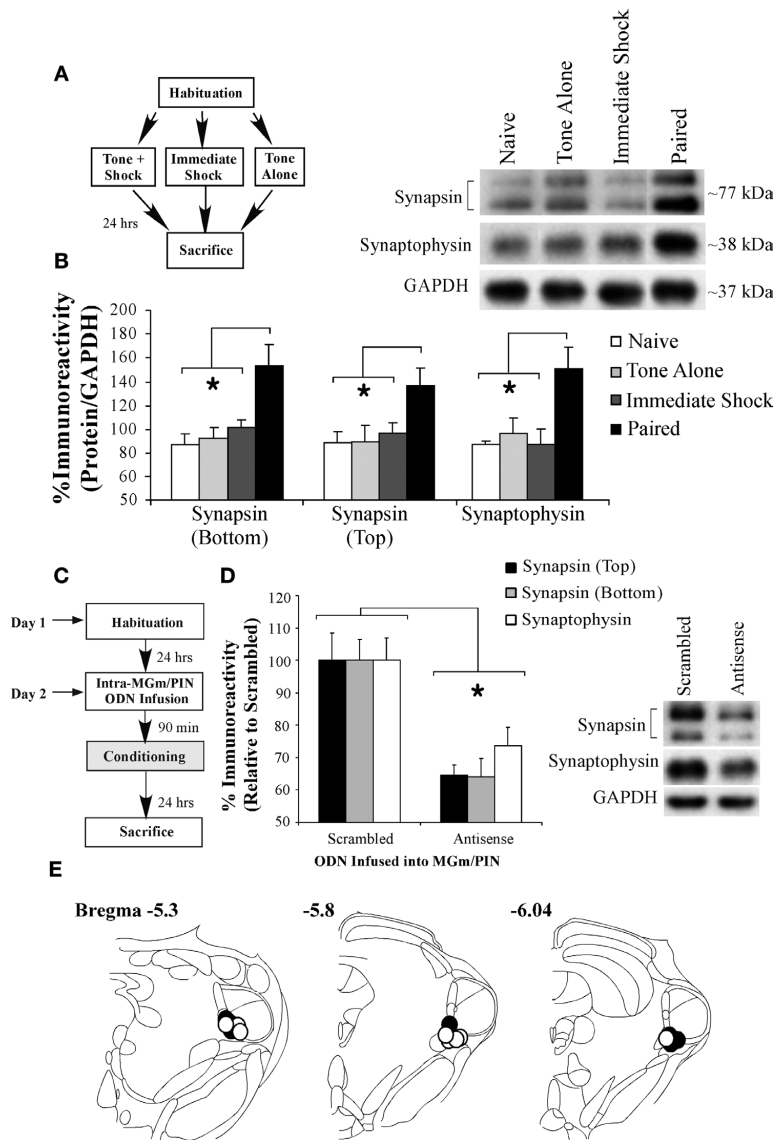 A
Habituation
Tone +
Shock
Immediate
Shock
Tone
Alone
24 hrs
Sacrifice
Naive
Tone Alone
Immediate Shock
Paired
Synapsin
~77 kDa
Synaptophysin
~38 kDa
GAPDH
~37 kDa
B
%Immunoreactivity
(Protein/GAPDH)
200
180
160
140
120
100
80
60
50
*
*
*
Synapsin
(Bottom)
Synapsin
(Top)
Synaptophysin
Naive
Tone Alone
Immediate Shock
Paired
C
Day 1
Habituation
24 hrs
Day 2
Intra-MGm/PIN
ODN Infusion
90 min
Conditioning
24 hrs
Sacrifice
D
Synapsin (Top)
Synapsin (Bottom)
Synaptophysin
% Immunoreactivity
(Relative to Scrambled)
120
110
100
90
80
70
60
50
*
Scrambled
Antisense
ODN Infused into MGm/PIN
Scrambled
Antisense
Synapsin
Synaptophysin
GAPDH
E
Bregma -5.3
-5.8
-6.04